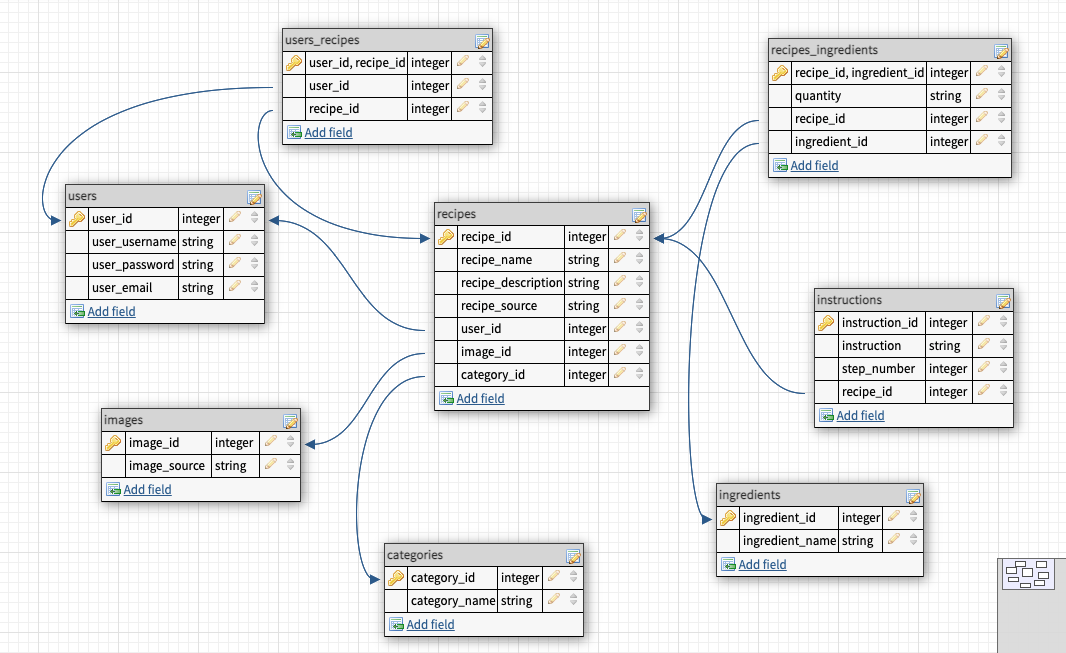 users_recipes
user_id, recipe_id integer
user_id integer
recipe_id integer
Add field
recipes_ingredients
recipe_id, ingredient_id integer
quantity string
recipe_id integer
ingredient_id integer
Add field
users
user_id integer
user_username string
user_password string
user_email string
Add field
recipes
recipe_id integer
recipe_name string
recipe_description string
recipe_source string
user_id integer
image_id integer
category_id integer
Add field
instructions
instruction_id integer
instruction string
step_number integer
recipe_id integer
Add field
images
image_id integer
image_source string
Add field
ingredients
ingredient_id integer
ingredient_name string
Add field
categories
category_id integer
category_name string
Add field